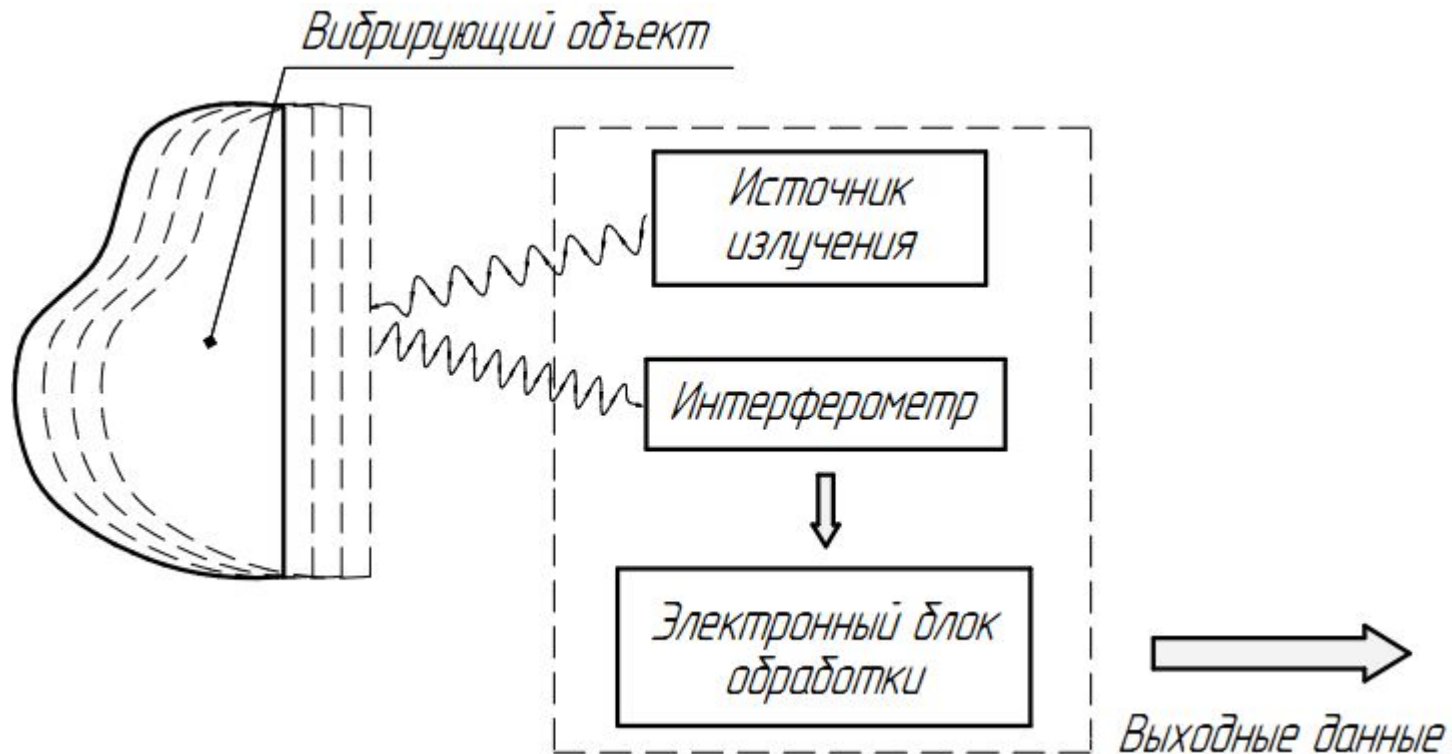 Вибрирующий объект
Источник
излучения
Интерферометр
Электронный блок
обработки
Выходные данные